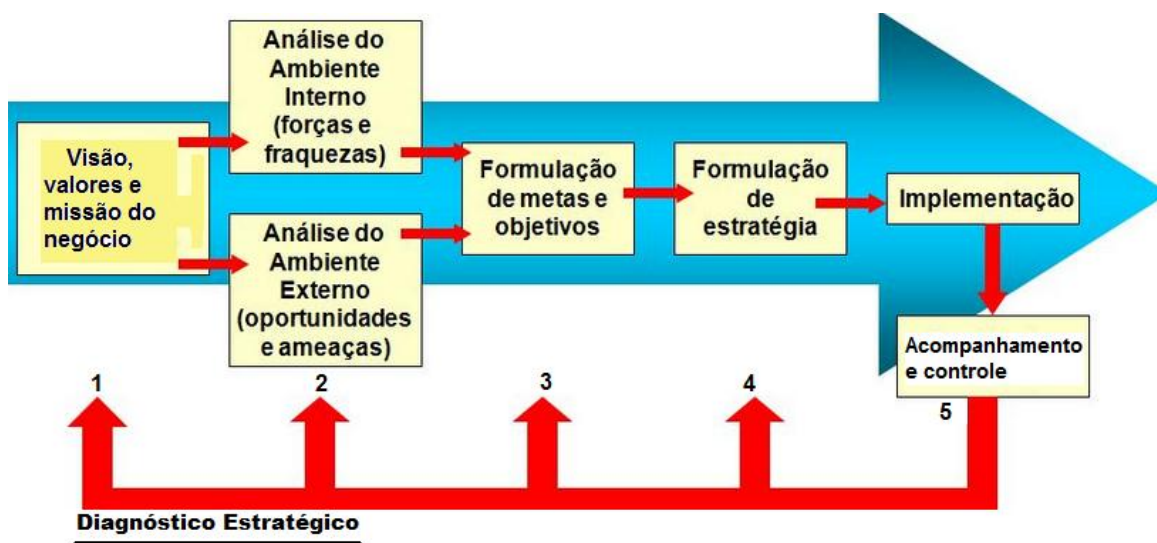 Visão,
valores e
missão do
negócio
Análise do
Ambiente
Interno
(forças e
fraquezas)
Análise do
Ambiente
Externo
(oportunidades
e ameaças)
Formulação
de metas e
objetivos
Formulação
de
estratégia
Implementação
Acompanhamento
e controle
1
2
3
4
5
Diagnóstico Estratégico